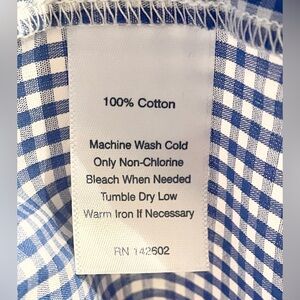 100% Cotton
Machine Wash Cold
Only Non-Chlorine
Bleach When Needed
Tumble Dry Low
Warm Iron If Necessary
RN 142602